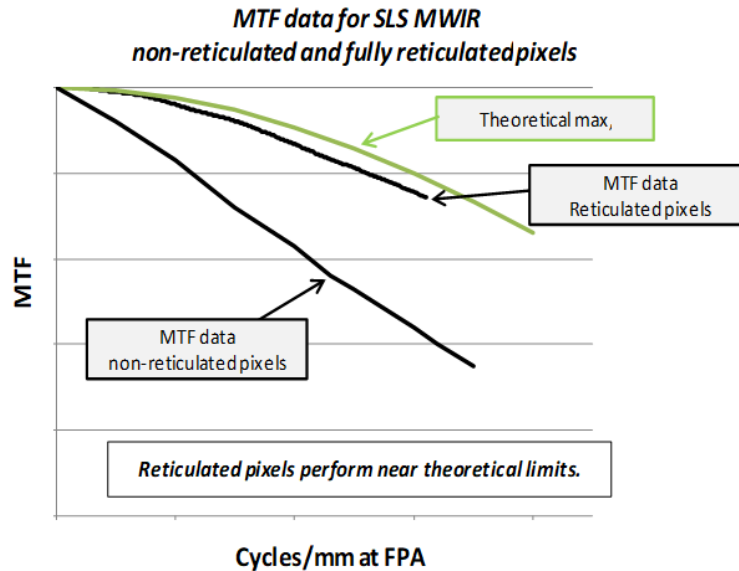 MTF data for SLS MWIR
non-reticulated and fully reticulated pixels
Theoretical max,
MTF data
Reticulated pixels
MTF
MTF data
non-reticulated pixels
Reticulated pixels perform near theoretical limits.
Cycles/mm at FPA